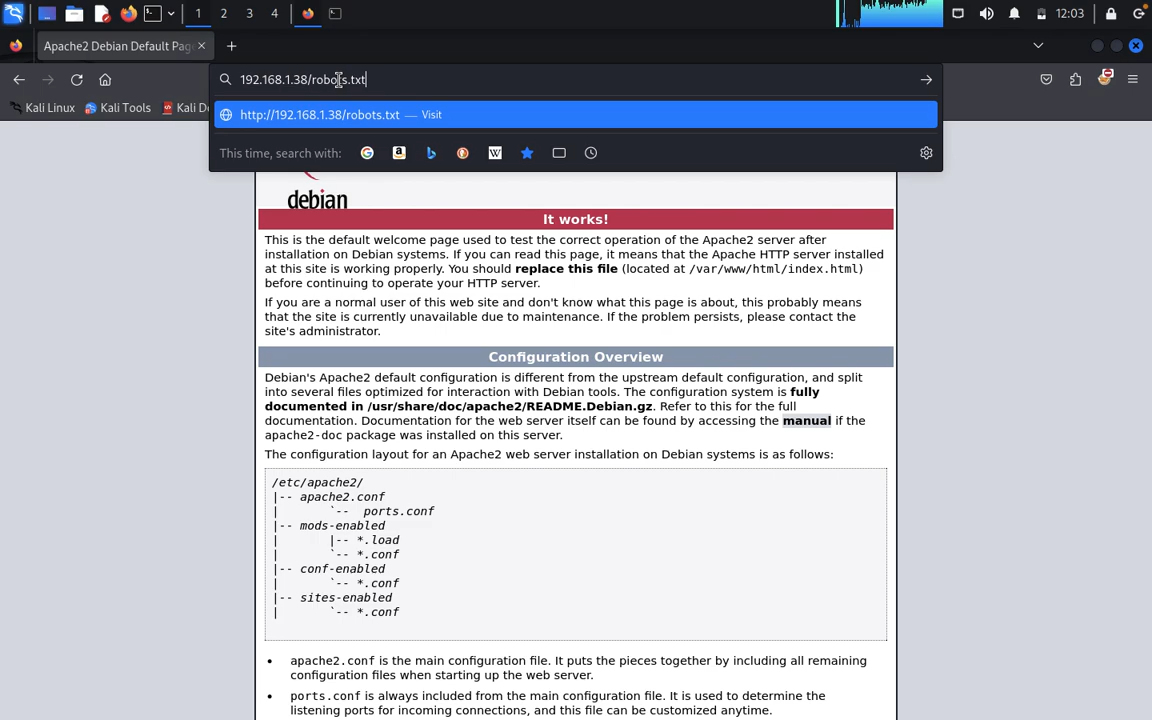 1 2 3 4
12:03
Apache2 Debian Default Pag
192.168.1.38/robots.txt
http://192.168.1.38/robots.txt — Visit
Kali Linux Kali Tools Kali Do
This time, search with:
debian
It works!
This is the default welcome page used to test the correct operation of the Apache2 server after
installation on Debian systems. If you can read this page, it means that the Apache HTTP server installed
at this site is working properly. You should replace this file (located at /var/www/html/index.html)
before continuing to operate your HTTP server.
If you are a normal user of this web site and don't know what this page is about, this probably means
that the site is currently unavailable due to maintenance. If the problem persists, please contact the
site's administrator.
Configuration Overview
Debian's Apache2 default configuration is different from the upstream default configuration, and split
into several files optimized for interaction with Debian tools. The configuration system is fully
documented in /usr/share/doc/apache2/README.Debian.gz. Refer to this for the full
documentation. Documentation for the web server itself can be found by accessing the manual if the
apache2-doc package was installed on this server.
The configuration layout for an Apache2 web server installation on Debian systems is as follows:
/etc/apache2/
|-- apache2.conf
|       `--  ports.conf
|-- mods-enabled
|       |-- *.load
|       `-- *.conf
|-- conf-enabled
|       `-- *.conf
|-- sites-enabled
|       `-- *.conf
• apache2.conf is the main configuration file. It puts the pieces together by including all remaining
configuration files when starting up the web server.
• ports.conf is always included from the main configuration file. It is used to determine the
listening ports for incoming connections, and this file can be customized anytime.